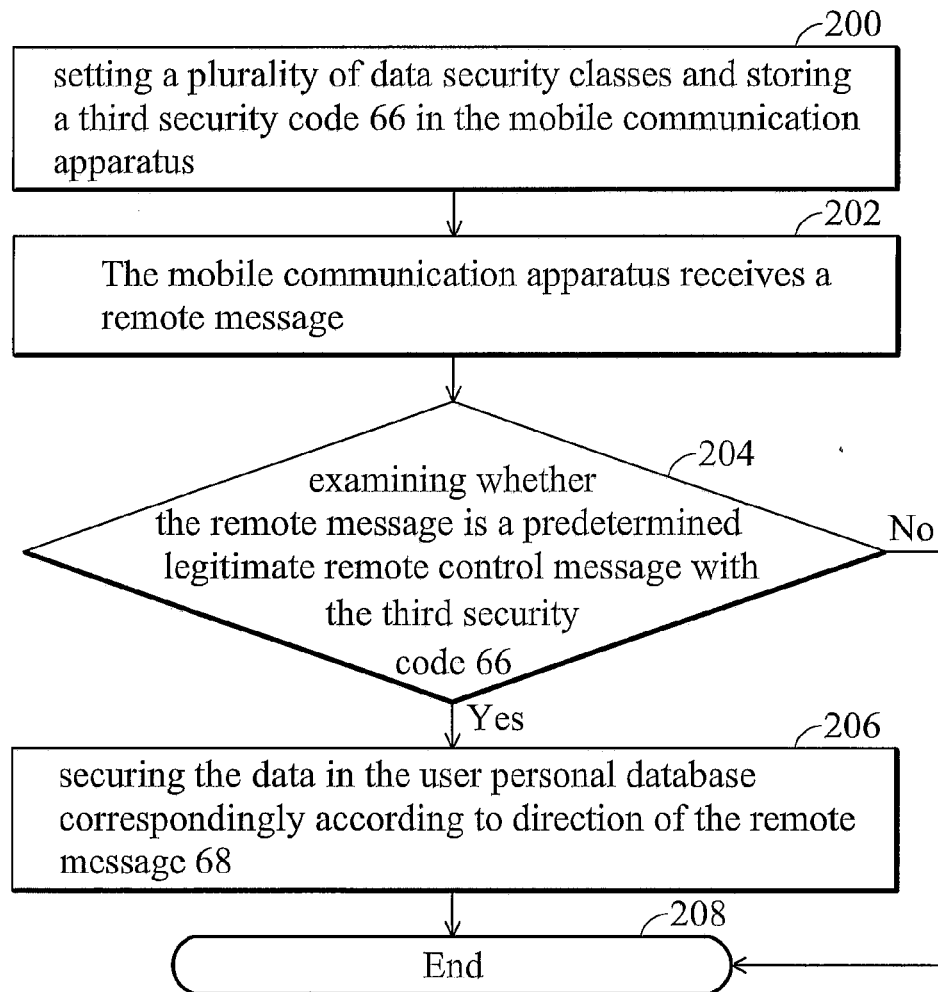 200
setting a plurality of data security classes and storing
a third security code 66 in the mobile communication
apparatus
202
The mobile communication apparatus receives a
remote message
204
examining whether
the remote message is a predetermined
legitimate remote control message with
the third security
code 66
No
Yes
206
securing the data in the user personal database
correspondingly according to direction of the remote
message 68
208
End